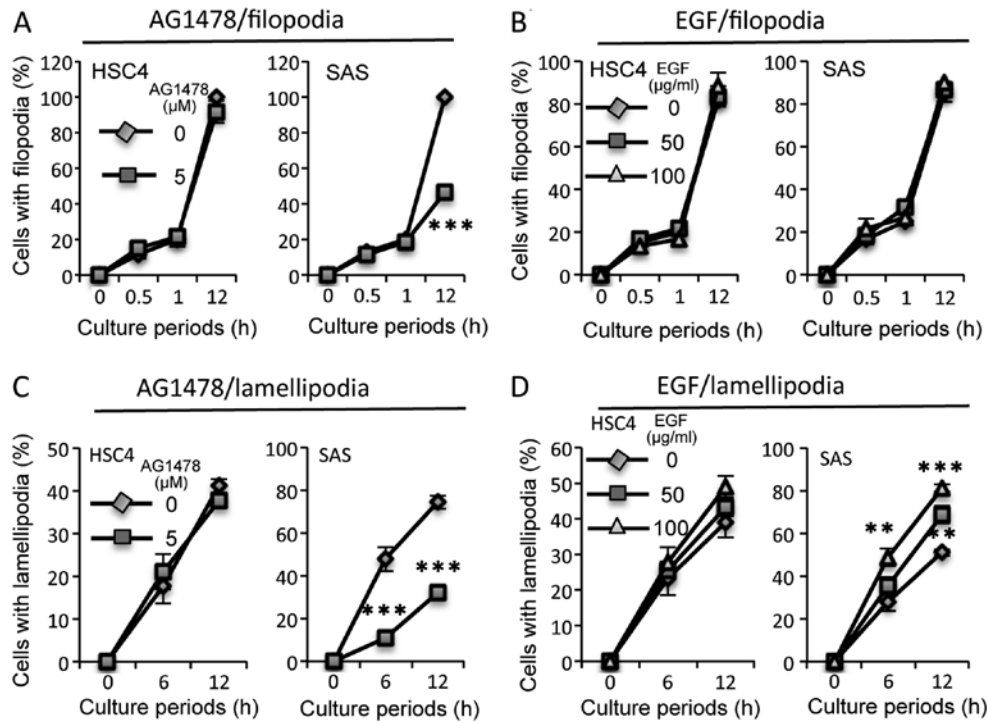 A
AG1478/filopodia
Cells with filopodia (%)
120
100
80
60
40
20
0
HSC4
AG1478
(μM)
0
5
0
0.5
1
12
Culture periods (h)
SAS
120
100
80
60
40
20
0
***
0
0.5
1
12
Culture periods (h)
B
EGF/filopodia
Cells with filopodia (%)
100
80
60
40
20
0
HSC4
EGF
(μg/ml)
0
50
100
0
0.5
1
12
Culture periods (h)
SAS
100
80
60
40
20
0
0
0.5
1
12
Culture periods (h)
C
AG1478/lamellipodia
Cells with lamellipodia (%)
50
40
30
20
10
0
HSC4
AG1478
(μM)
0
5
0
6
12
Culture periods (h)
SAS
100
80
60
40
20
0
***
***
0
6
12
Culture periods (h)
D
EGF/lamellipodia
Cells with lamellipodia (%)
60
50
40
30
20
10
0
HSC4
EGF
(μg/ml)
0
50
100
0
6
12
Culture periods (h)
SAS
100
80
60
40
20
0
***
**
**
0
6
12
Culture periods (h)